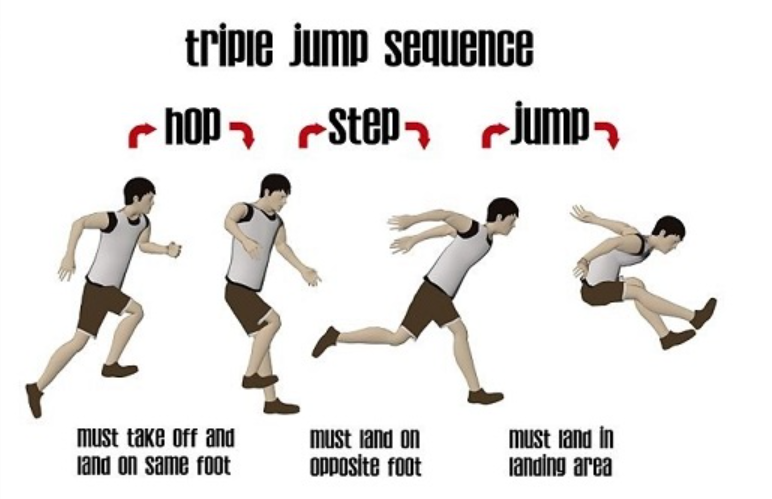 triple jump sequence
hop step jump
must take off and
land on same foot
must land on
opposite foot
must land in
landing area